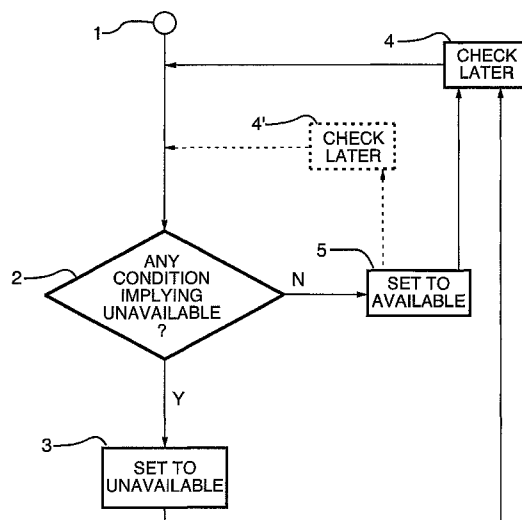 1
4
CHECK
LATER
4'
CHECK
LATER
2
ANY
CONDITION
IMPLYING
UNAVAILABLE
?
N
5
SET TO
AVAILABLE
Y
3
SET TO
UNAVAILABLE